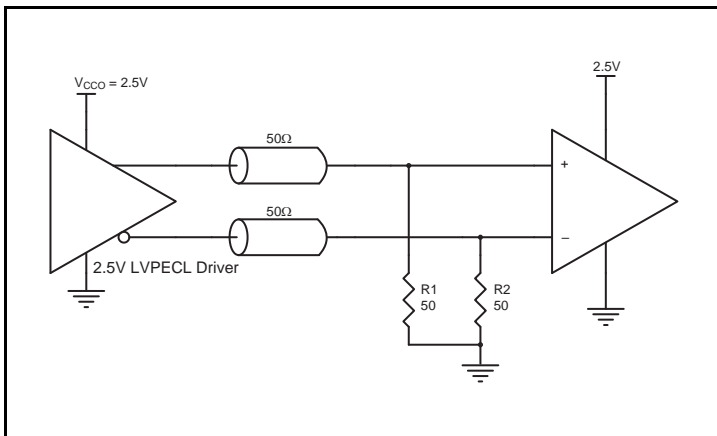 V_CCO = 2.5V
2.5V
50Ω
+
50Ω
–
2.5V LVPECL Driver
R1
50
R2
50